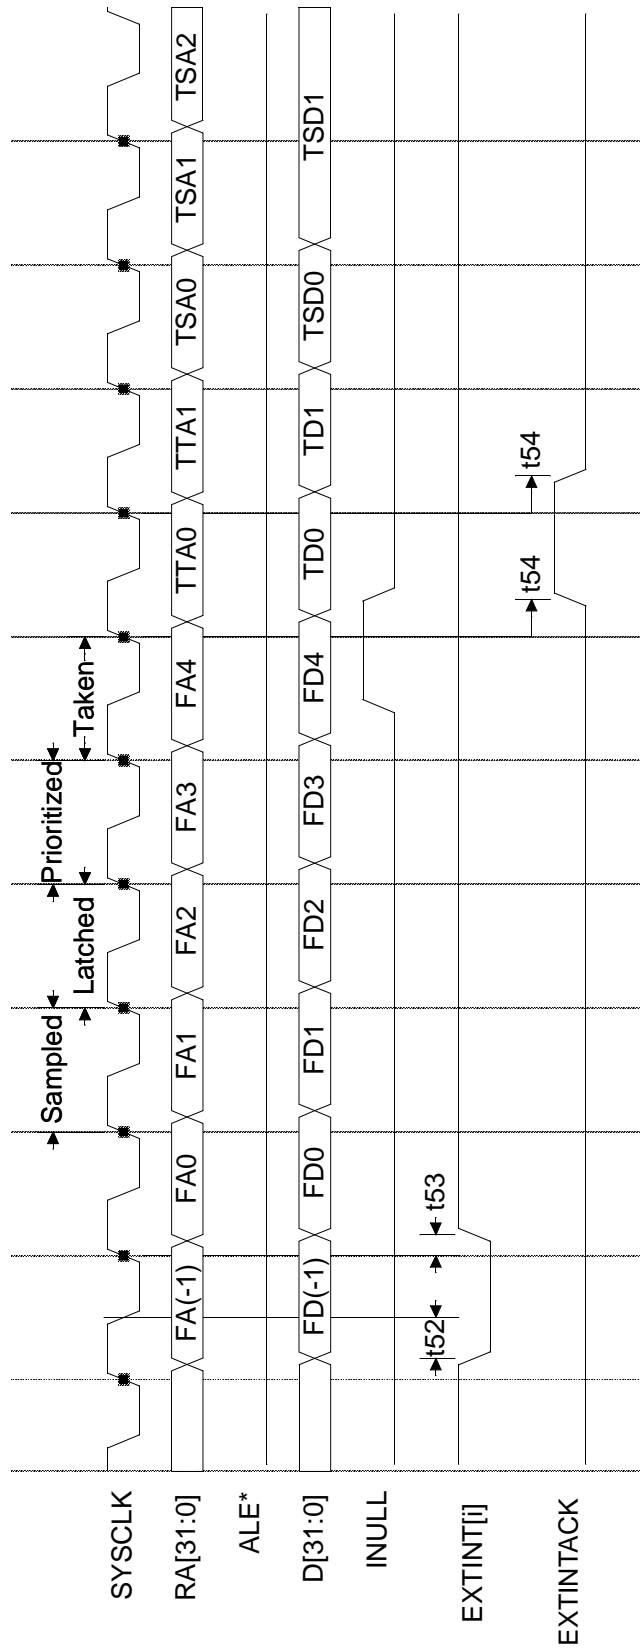 Sampled
Latched
Prioritized
Taken
SYSCLK
RA[31:0]
FA(-1)
FA0
FA1
FA2
FA3
FA4
TTA0
TTA1
TSA0
TSA1
TSA2
ALE*
D[31:0]
FD(-1)
FD0
FD1
FD2
FD3
FD4
TD0
TD1
TSD0
TSD1
INULL
t52
t53
EXTINT[i]
t54
t54
EXTINTACK